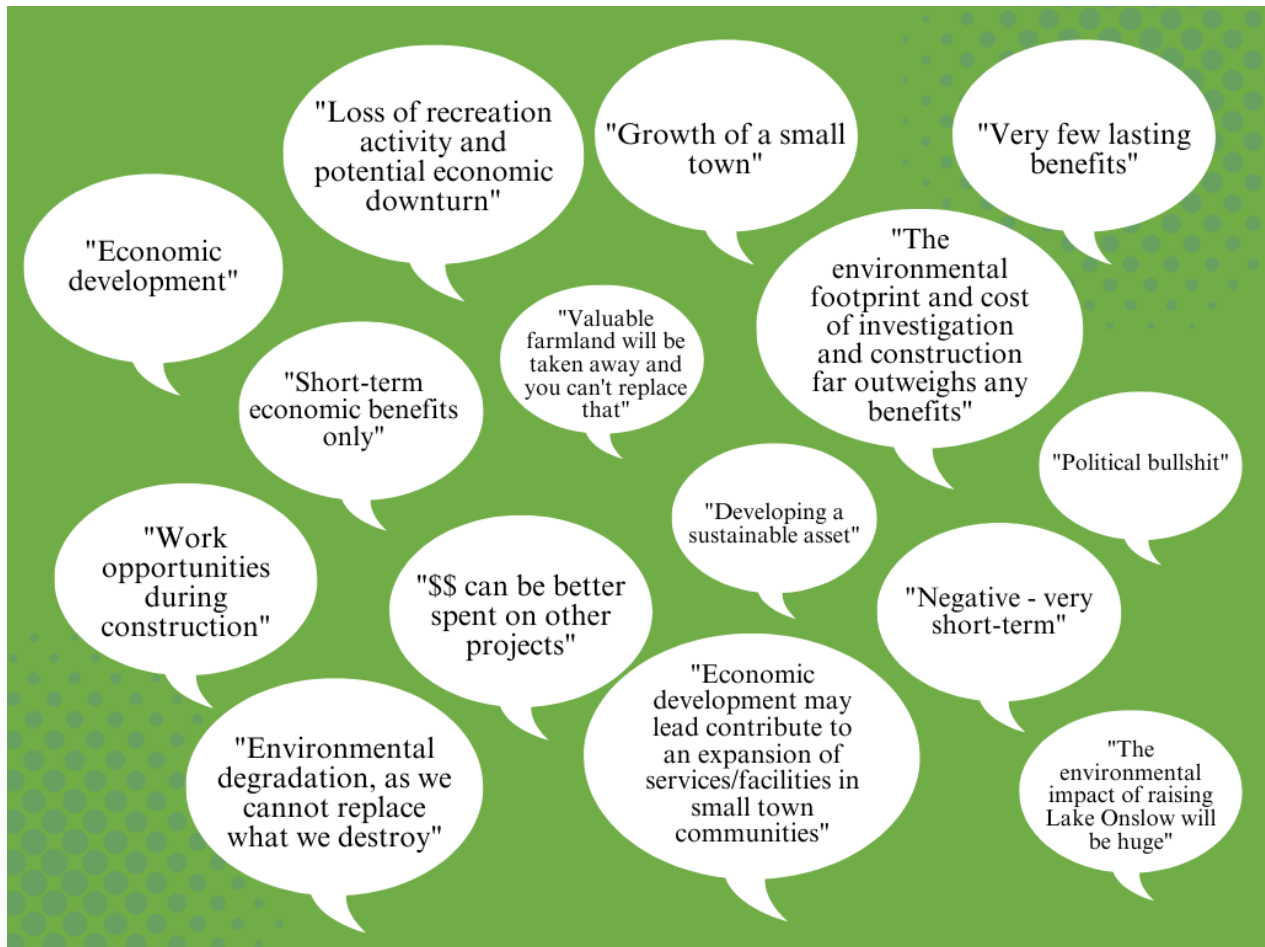 "Loss of recreation
activity and
potential economic
downturn"
"Growth of a small
town"
"Very few lasting
benefits"
"Economic
development"
"The
environmental
footprint and cost
of investigation
and construction
far outweighs any
benefits"
"Valuable
farmland will be
taken away and
you can't replace
that"
"Short-term
economic benefits
only"
"Political bullshit"
"Developing a
sustainable asset"
"Work
opportunities
during
construction"
"$$ can be better
spent on other
projects"
"Negative - very
short-term"
"Economic
development may
lead contribute to
an expansion of
services/facilities in
small town
communities"
"Environmental
degradation, as we
cannot replace
what we destroy"
"The
environmental
impact of raising
Lake Onslow will
be huge"